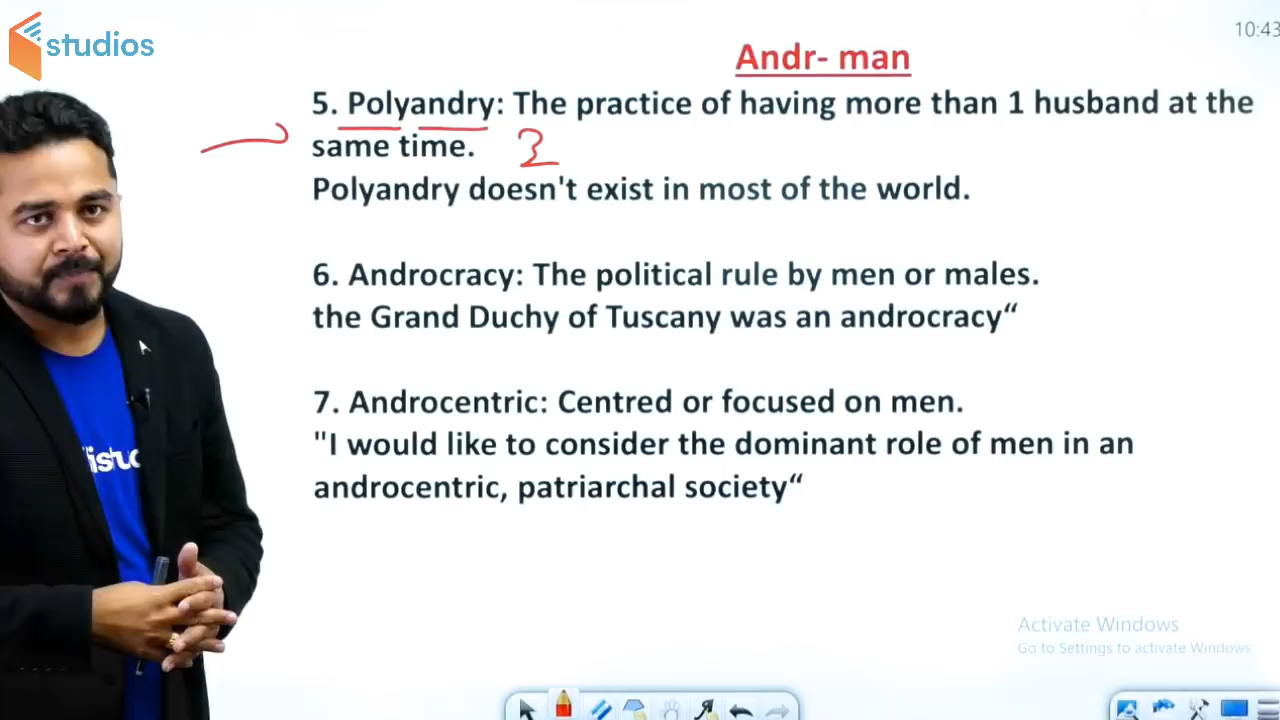 studios
10:43
Andr- man
5. Polyandry: The practice of having more than 1 husband at the
same time.
Polyandry doesn't exist in most of the world.
6. Androcracy: The political rule by men or males.
the Grand Duchy of Tuscany was an androcracy“
7. Androcentric: Centred or focused on men.
"I would like to consider the dominant role of men in an
androcentric, patriarchal society“
Activate Windows
Go to Settings to activate Windows.